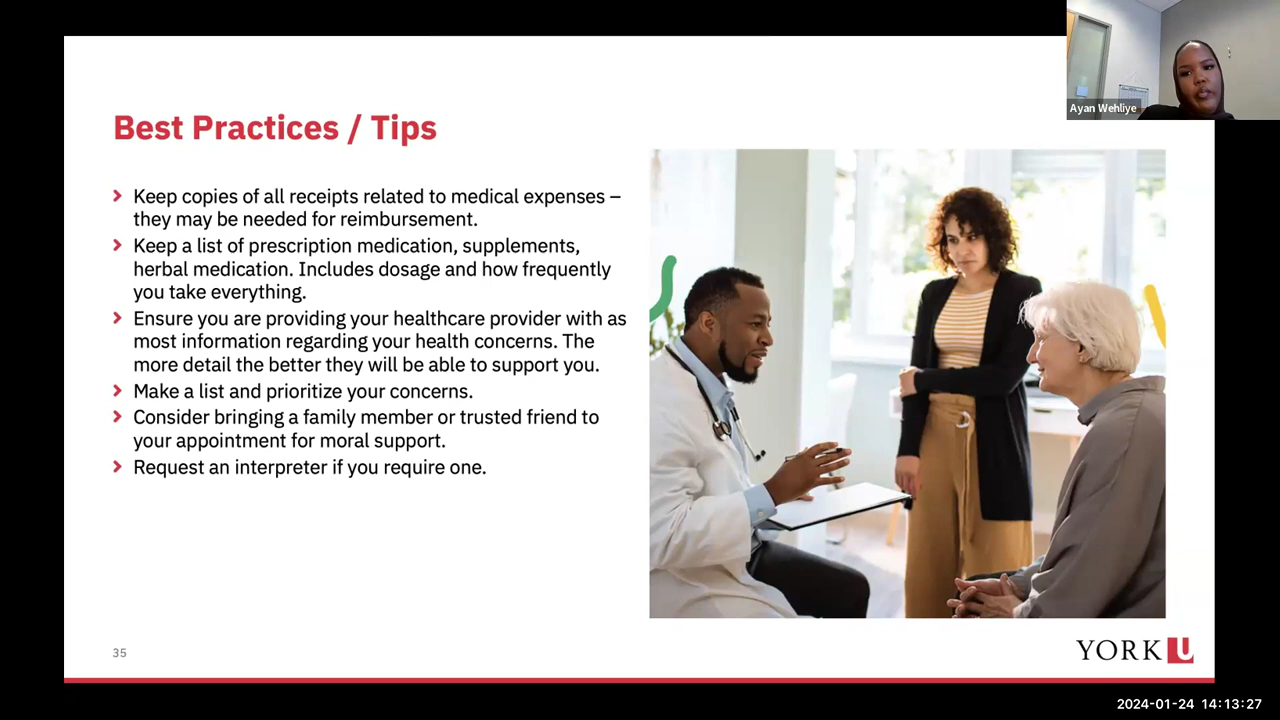 Ayan Wehliye
Best Practices / Tips
Keep copies of all receipts related to medical expenses –
they may be needed for reimbursement.
Keep a list of prescription medication, supplements,
herbal medication. Includes dosage and how frequently
you take everything.
Ensure you are providing your healthcare provider with as
most information regarding your health concerns. The
more detail the better they will be able to support you.
Make a list and prioritize your concerns.
Consider bringing a family member or trusted friend to
your appointment for moral support.
Request an interpreter if you require one.
35
YORK U
2024-01-24 14:13:27